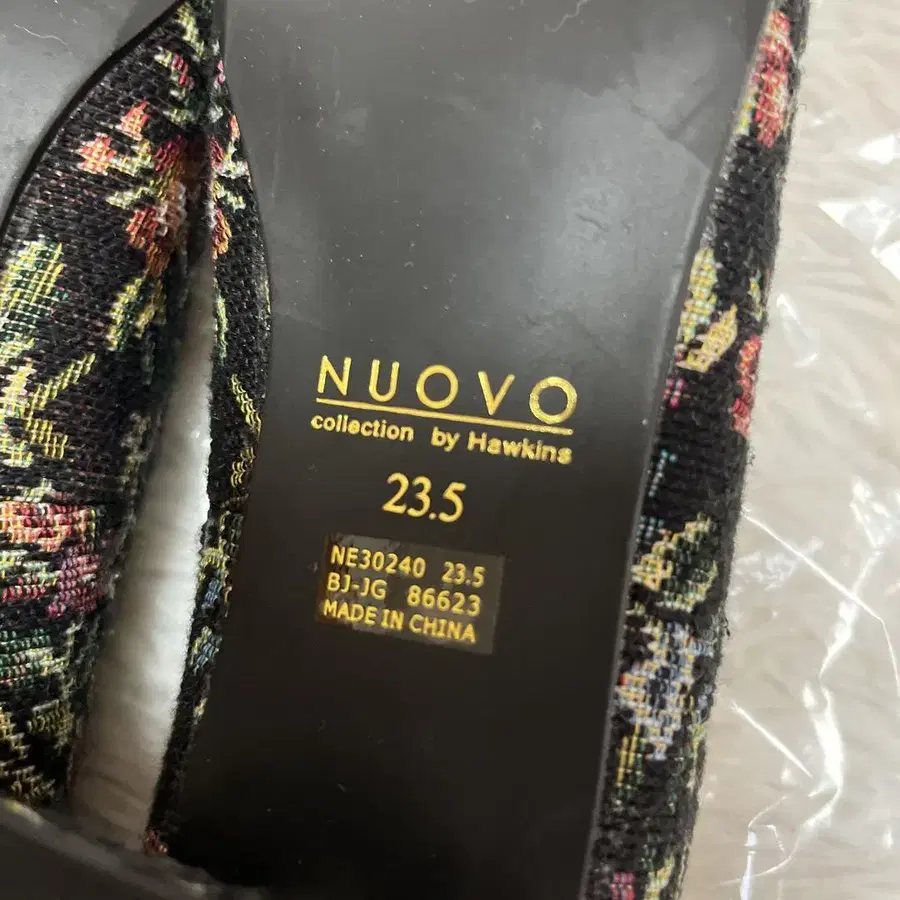 NUOVO
collection by Hawkins
23.5
NE30240 23.5
BJ-JG 86623
MADE IN CHINA